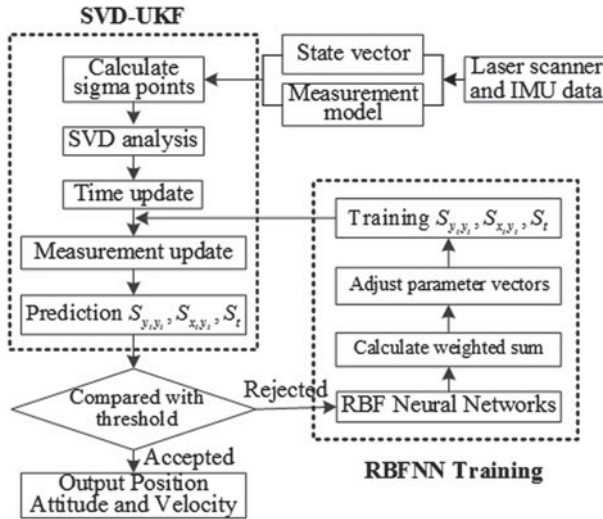 SVD-UKF
Calculate
sigma points
SVD analysis
Time update
Measurement update
Prediction S_{y_t y_t}, S_{x_t y_t}, S_t
State vector
Measurement
model
Laser scanner
and IMU data
Training S_{y_t y_t}, S_{x_t y_t}, S_t
Adjust parameter vectors
Calculate weighted sum
RBF Neural Networks
RBFNN Training
Compared with
threshold
Rejected
Accepted
Output Position
Attitude and Velocity